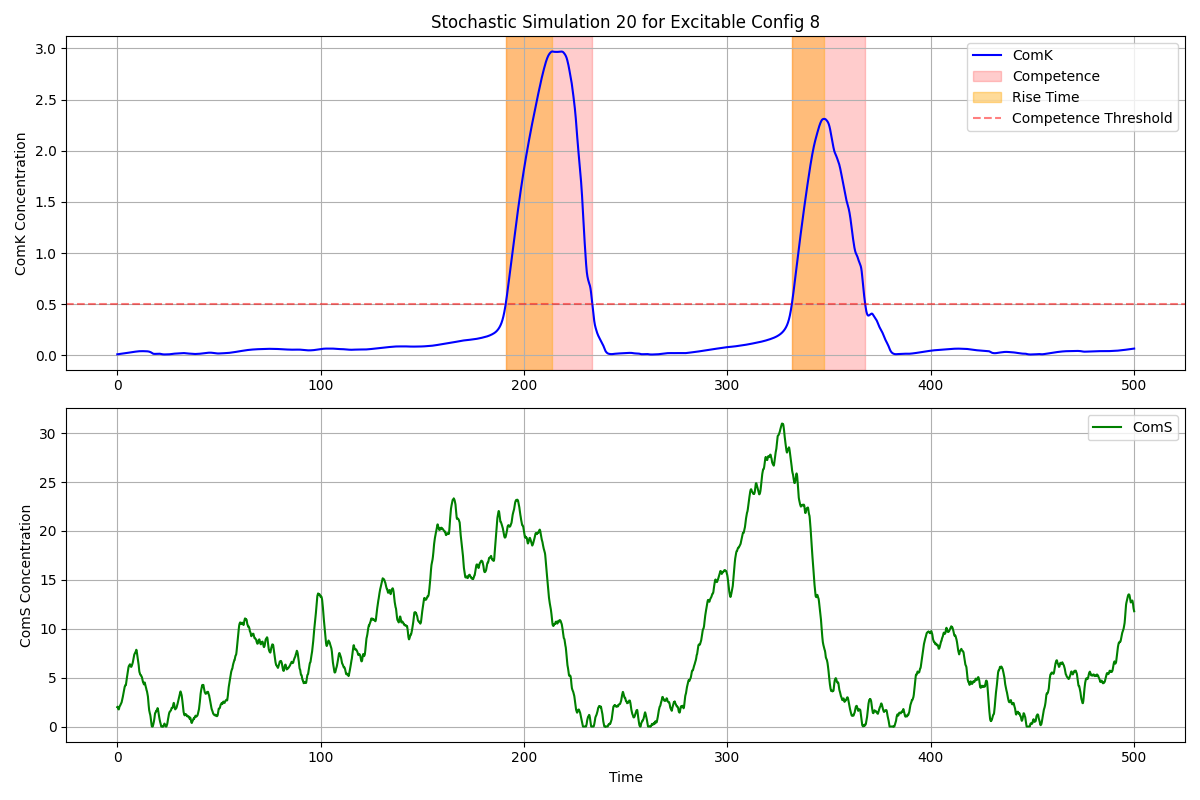 Stochastic Simulation 20 for Excitable Config 8
ComK Concentration
3.0
2.5
2.0
1.5
1.0
0.5
0.0
ComK
Competence
Rise Time
Competence Threshold
0 100 200 300 400 500
ComS Concentration
30
25
20
15
10
5
0
ComS
0 100 200 300 400 500
Time